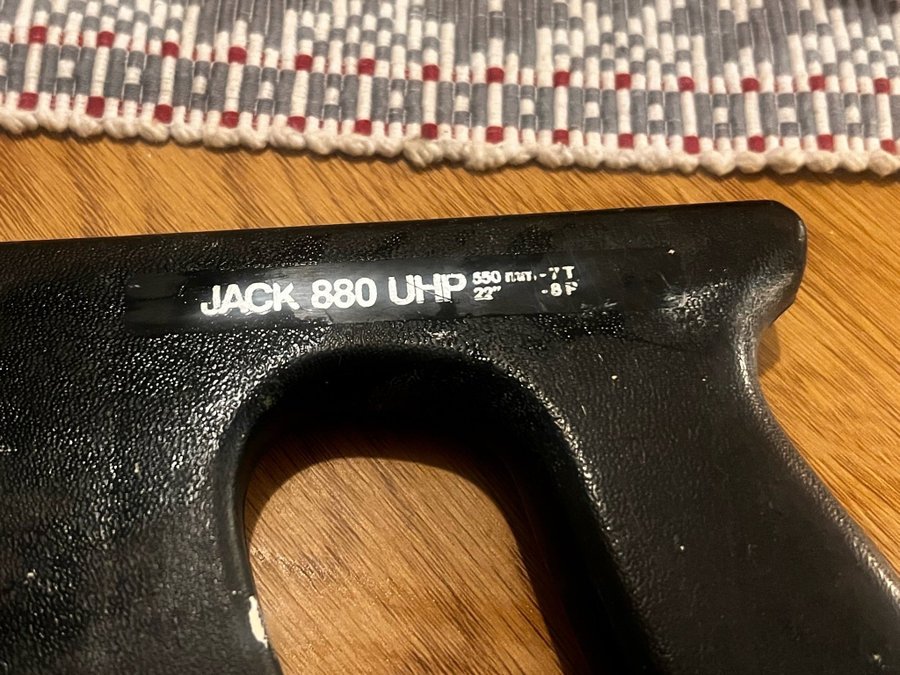 JACK 880 UHP
550 mm. - 7 T
22" - 8 P